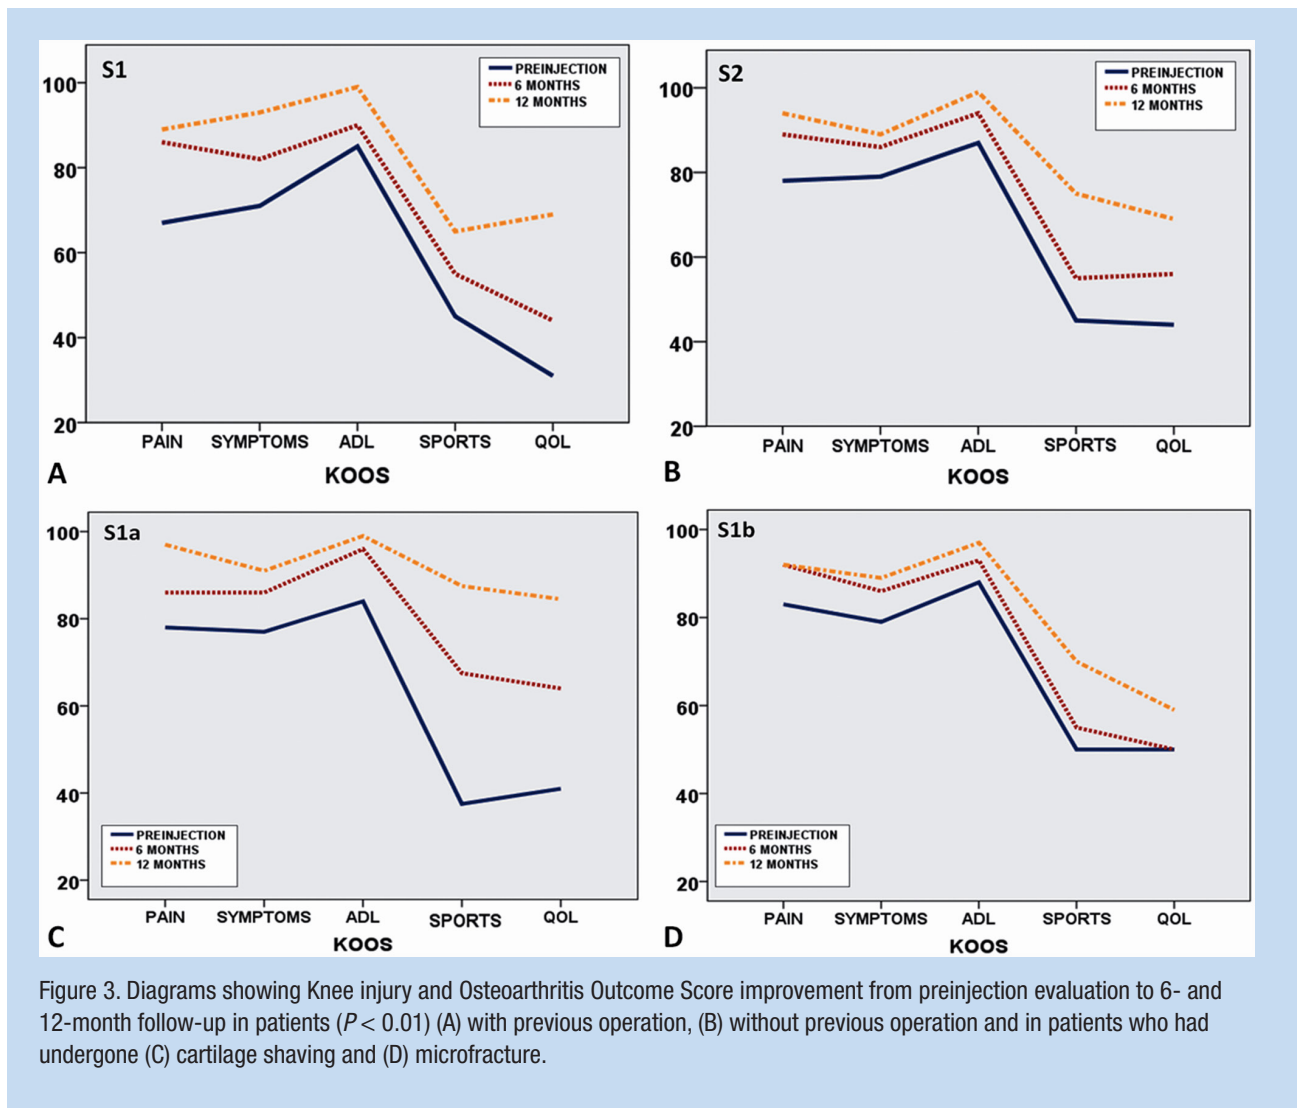 S1
PREINJECTION
6 MONTHS
12 MONTHS
100
80
60
40
20
PAIN SYMPTOMS ADL SPORTS QOL
KOOS
A
S2
PREINJECTION
6 MONTHS
12 MONTHS
100
80
60
40
20
PAIN SYMPTOMS ADL SPORTS QOL
KOOS
B
S1a
100
80
60
40
20
PREINJECTION
6 MONTHS
12 MONTHS
PAIN SYMPTOMS ADL SPORTS QOL
KOOS
C
S1b
100
80
60
40
20
PREINJECTION
6 MONTHS
12 MONTHS
PAIN SYMPTOMS ADL SPORTS QOL
KOOS
D
Figure 3. Diagrams showing Knee injury and Osteoarthritis Outcome Score improvement from preinjection evaluation to 6- and
12-month follow-up in patients (P < 0.01) (A) with previous operation, (B) without previous operation and in patients who had
undergone (C) cartilage shaving and (D) microfracture.